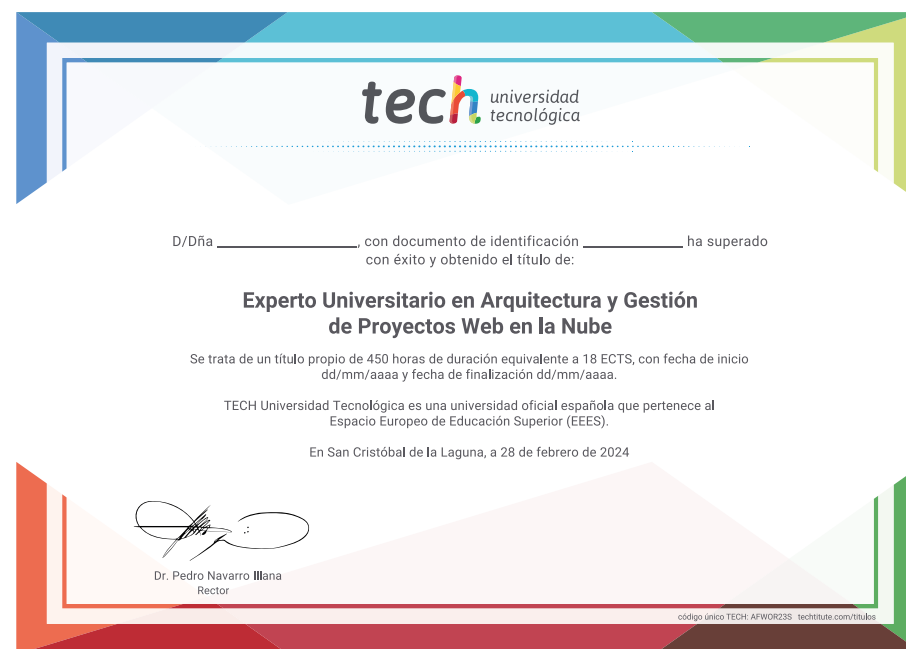 tech universidad
tecnológica
D/Dña ____________________, con documento de identificación ______________ ha superado
con éxito y obtenido el título de:
Experto Universitario en Arquitectura y Gestión
de Proyectos Web en la Nube
Se trata de un título propio de 450 horas de duración equivalente a 18 ECTS, con fecha de inicio
dd/mm/aaaa y fecha de finalización dd/mm/aaaa.
TECH Universidad Tecnológica es una universidad oficial española que pertenece al
Espacio Europeo de Educación Superior (EEES).
En San Cristóbal de la Laguna, a 28 de febrero de 2024
Dr. Pedro Navarro Illana
Rector
código único TECH: AFWOR23S techtitute.com/titulos